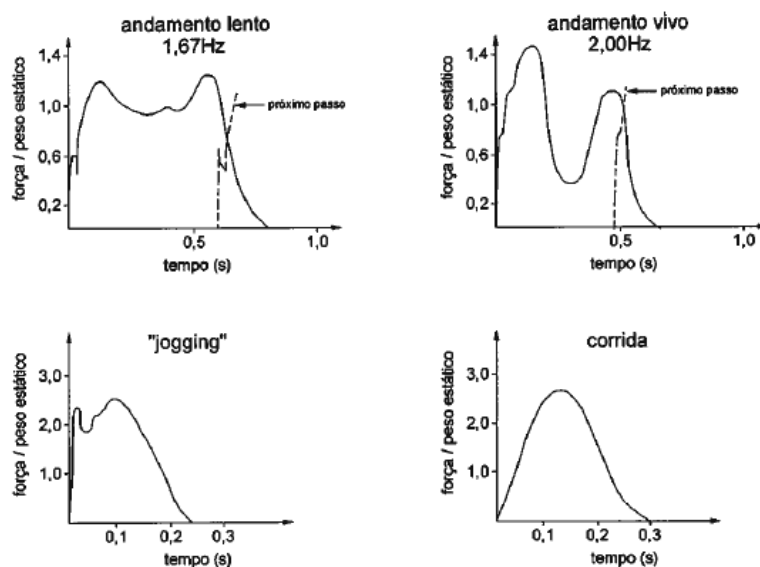 andamento lento
1,67Hz
força / peso estático
1,4
1,0
0,6
0,2
próximo passo
0,5
1,0
tempo (s)
andamento vivo
2,00Hz
força / peso estático
1,4
1,0
0,6
0,2
próximo passo
0,5
1,0
tempo (s)
"jogging"
força / peso estático
3,0
2,0
1,0
0,1
0,2
0,3
tempo (s)
corrida
força / peso estático
3,0
2,0
1,0
0,1
0,2
0,3
tempo (s)